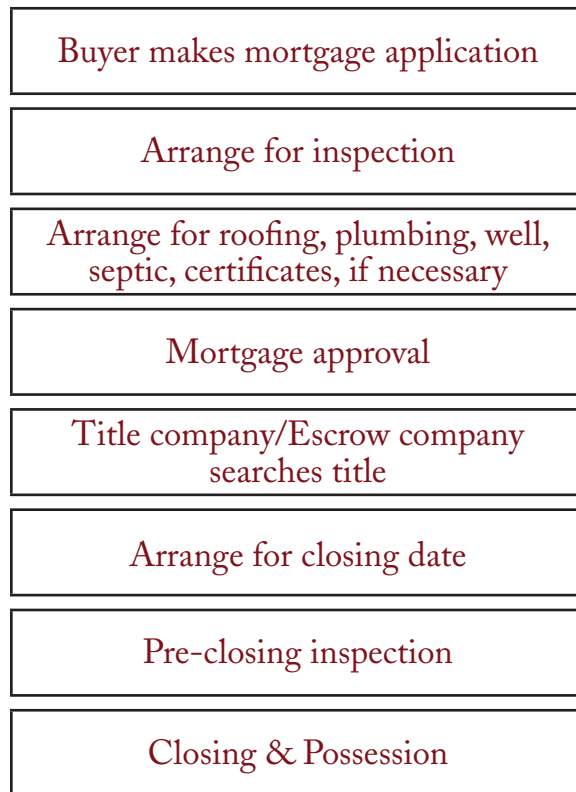 Buyer makes mortgage application
Arrange for inspection
Arrange for roofing, plumbing, well,
septic, certificates, if necessary
Mortgage approval
Title company/Escrow company
searches title
Arrange for closing date
Pre-closing inspection
Closing & Possession